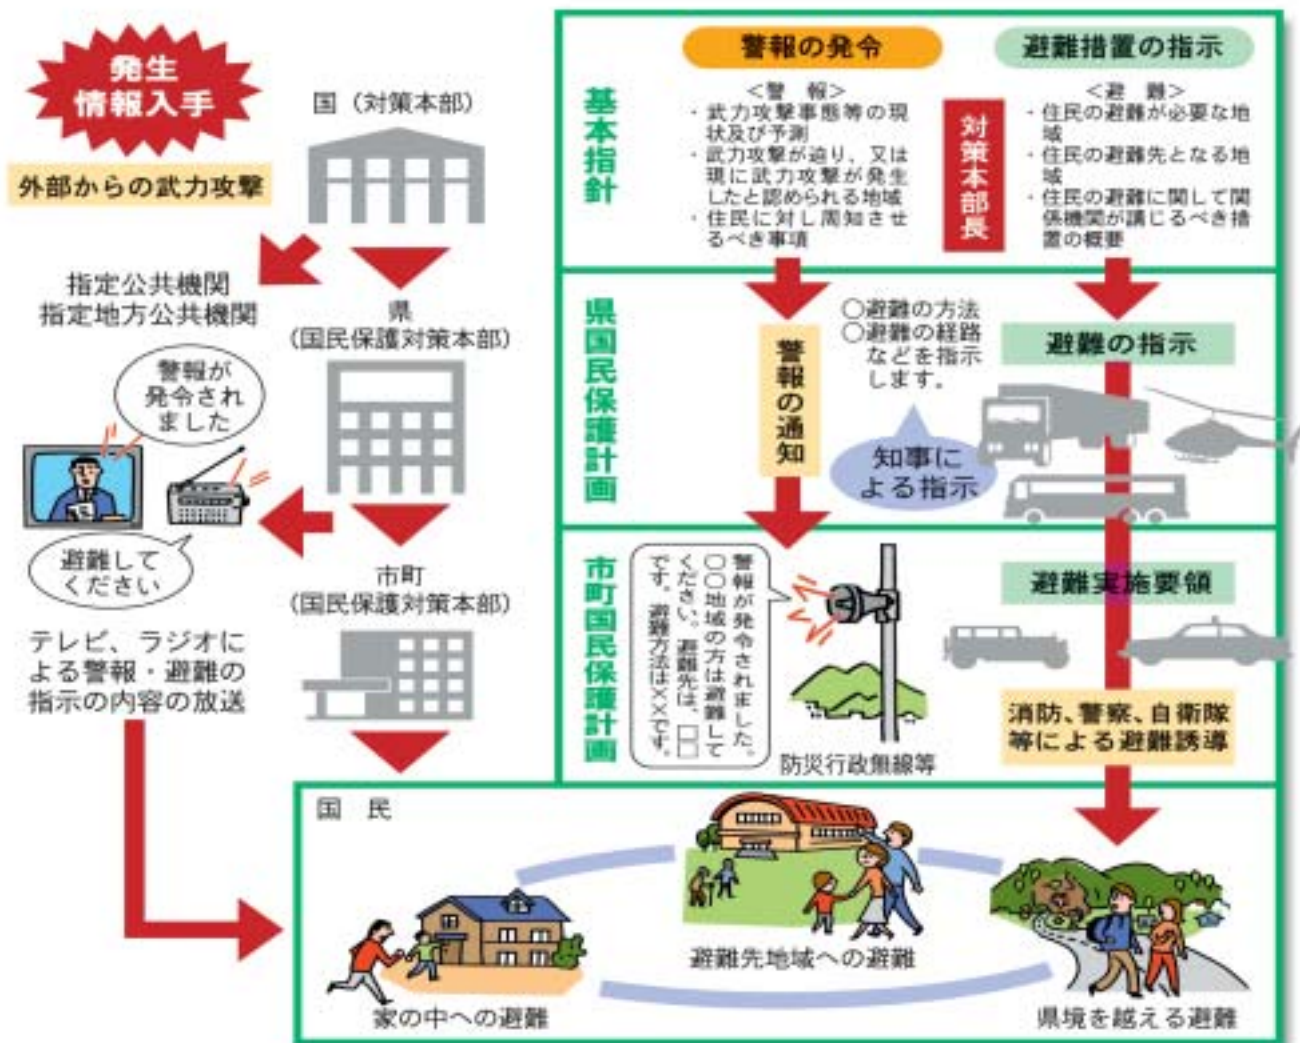 発生
情報入手
外部からの武力攻撃
国（対策本部）
指定公共機関
指定地方公共機関
県
（国民保護対策本部）
警報が
発令され
ました
避難して
ください
市町
（国民保護対策本部）
テレビ、ラジオに
よる警報・避難の
指示の内容の放送
基本指針
警報の発令
＜警 報＞
・武力攻撃事態等の現
状及び予測
・武力攻撃が迫り、又は
現に武力攻撃が発生
したと認められる地域
・住民に対し周知させ
るべき事項
対策本部長
避難措置の指示
＜避 難＞
・住民の避難が必要な地
域
・住民の避難先となる地
域
・住民の避難に関して関
係機関が講じるべき措
置の概要
県国民保護計画
警報の通知
○避難の方法
○避難の経路
などを指示
します。
知事に
よる指示
避難の指示
市町国民保護計画
警報が発令されました。
○○地域の方は避難して
ください。避難先は、□□
です。避難方法は××です。
防災行政無線等
避難実施要領
消防、警察、自衛隊
等による避難誘導
国 民
家の中への避難
避難先地域への避難
県境を越える避難